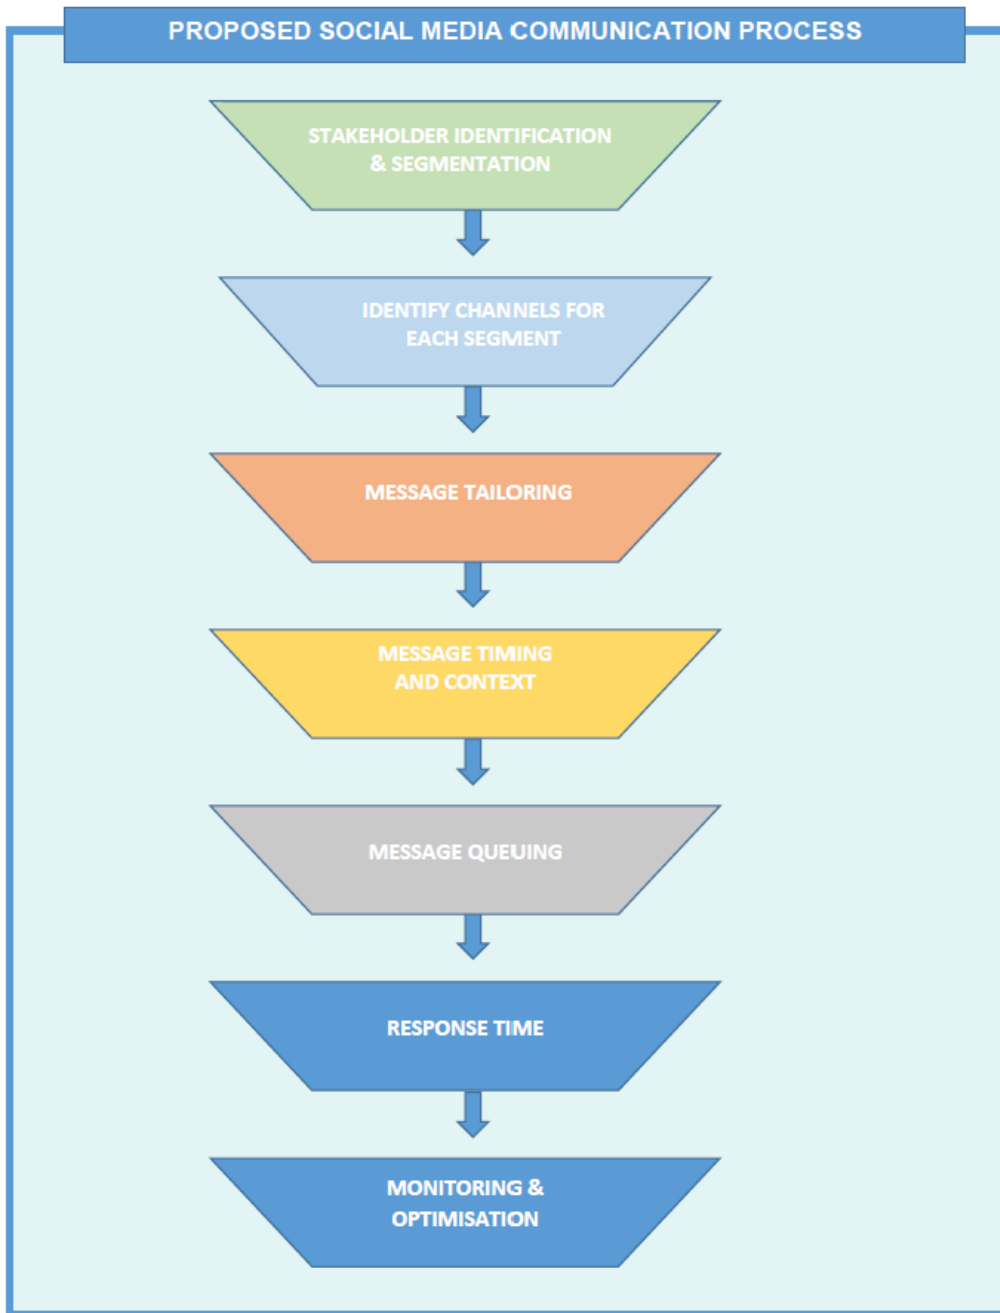 PROPOSED SOCIAL MEDIA COMMUNICATION PROCESS
STAKEHOLDER IDENTIFICATION
& SEGMENTATION
IDENTIFY CHANNELS FOR
EACH SEGMENT
MESSAGE TAILORING
MESSAGE TIMING
AND CONTEXT
MESSAGE QUEUING
RESPONSE TIME
MONITORING &
OPTIMISATION